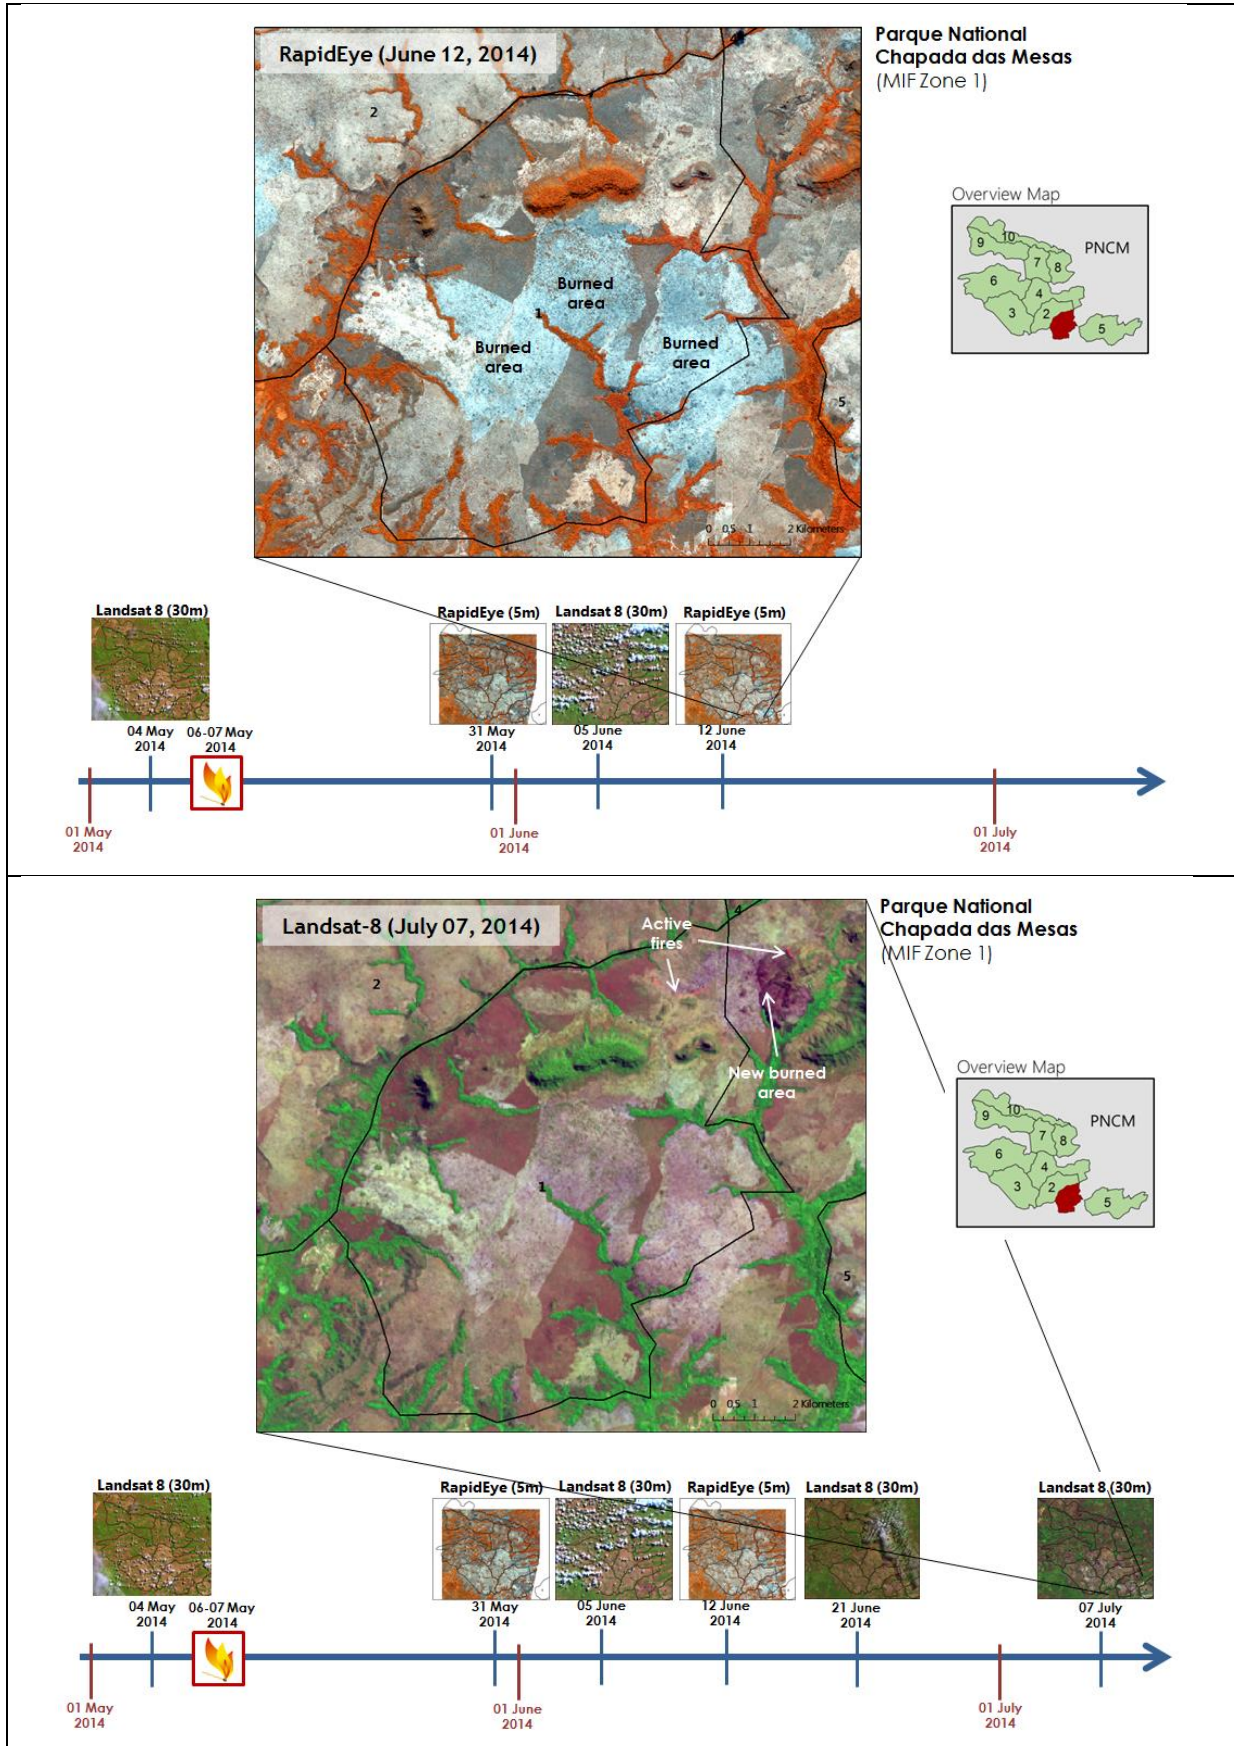 RapidEye (June 12, 2014)
Parque National
Chapada das Mesas
(MIF Zone 1)
4
2
Burned
area
1
Burned
area
Burned
area
5
0 0.5 1 2 Kilometers
Overview Map
PNCM
10
9
7
8
6
4
3
2
5
Landsat 8 (30m)
RapidEye (5m)
Landsat 8 (30m)
RapidEye (5m)
04 May
2014
06-07 May
2014
31 May
2014
05 June
2014
12 June
2014
01 May
2014
01 June
2014
01 July
2014
Landsat-8 (July 07, 2014)
Parque National
Chapada das Mesas
(MIF Zone 1)
4
Active
fires
2
New burned
area
1
5
0 0.5 1 2 Kilometers
Overview Map
PNCM
10
9
7
8
6
4
3
2
5
Landsat 8 (30m)
RapidEye (5m)
Landsat 8 (30m)
RapidEye (5m)
Landsat 8 (30m)
Landsat 8 (30m)
04 May
2014
06-07 May
2014
31 May
2014
05 June
2014
12 June
2014
21 June
2014
07 July
2014
01 May
2014
01 June
2014
01 July
2014